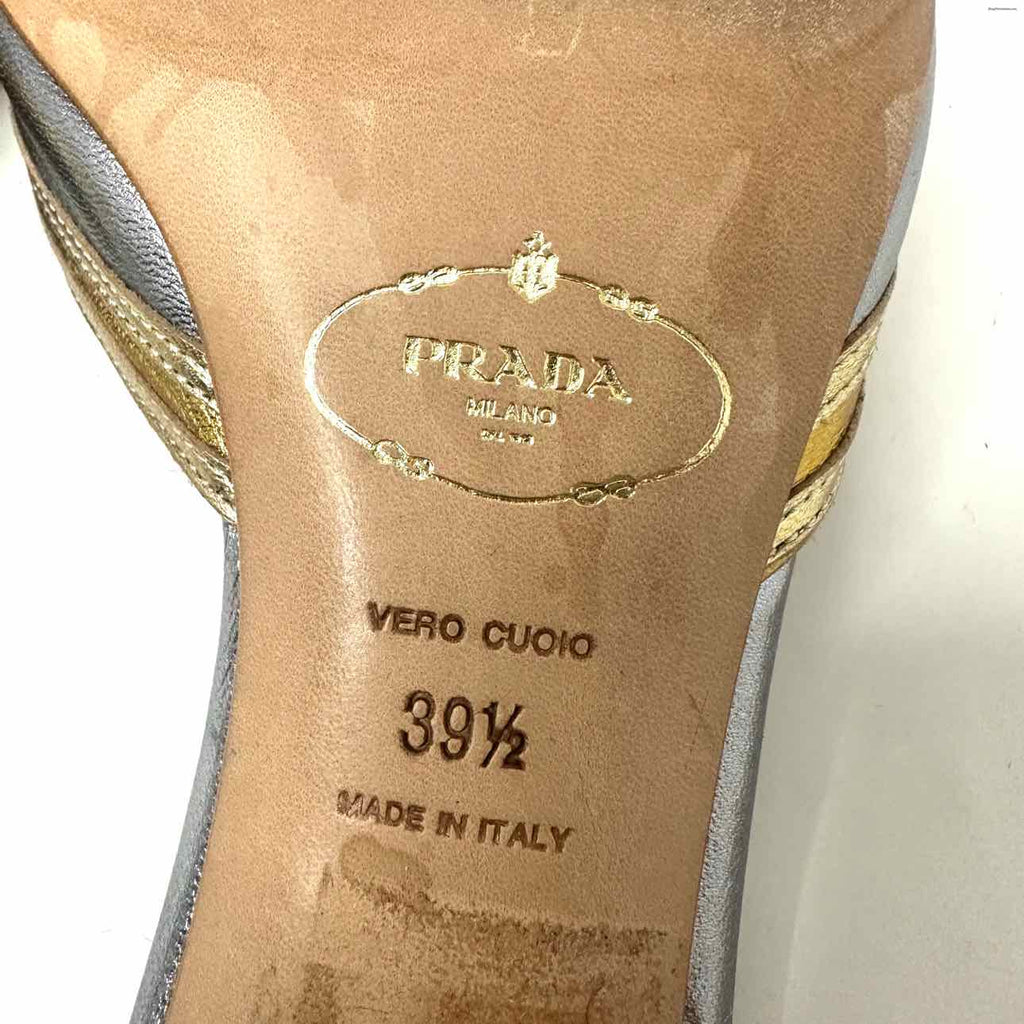 PRADA
MILANO
VERO CUOIO
39½
MADE IN ITALY